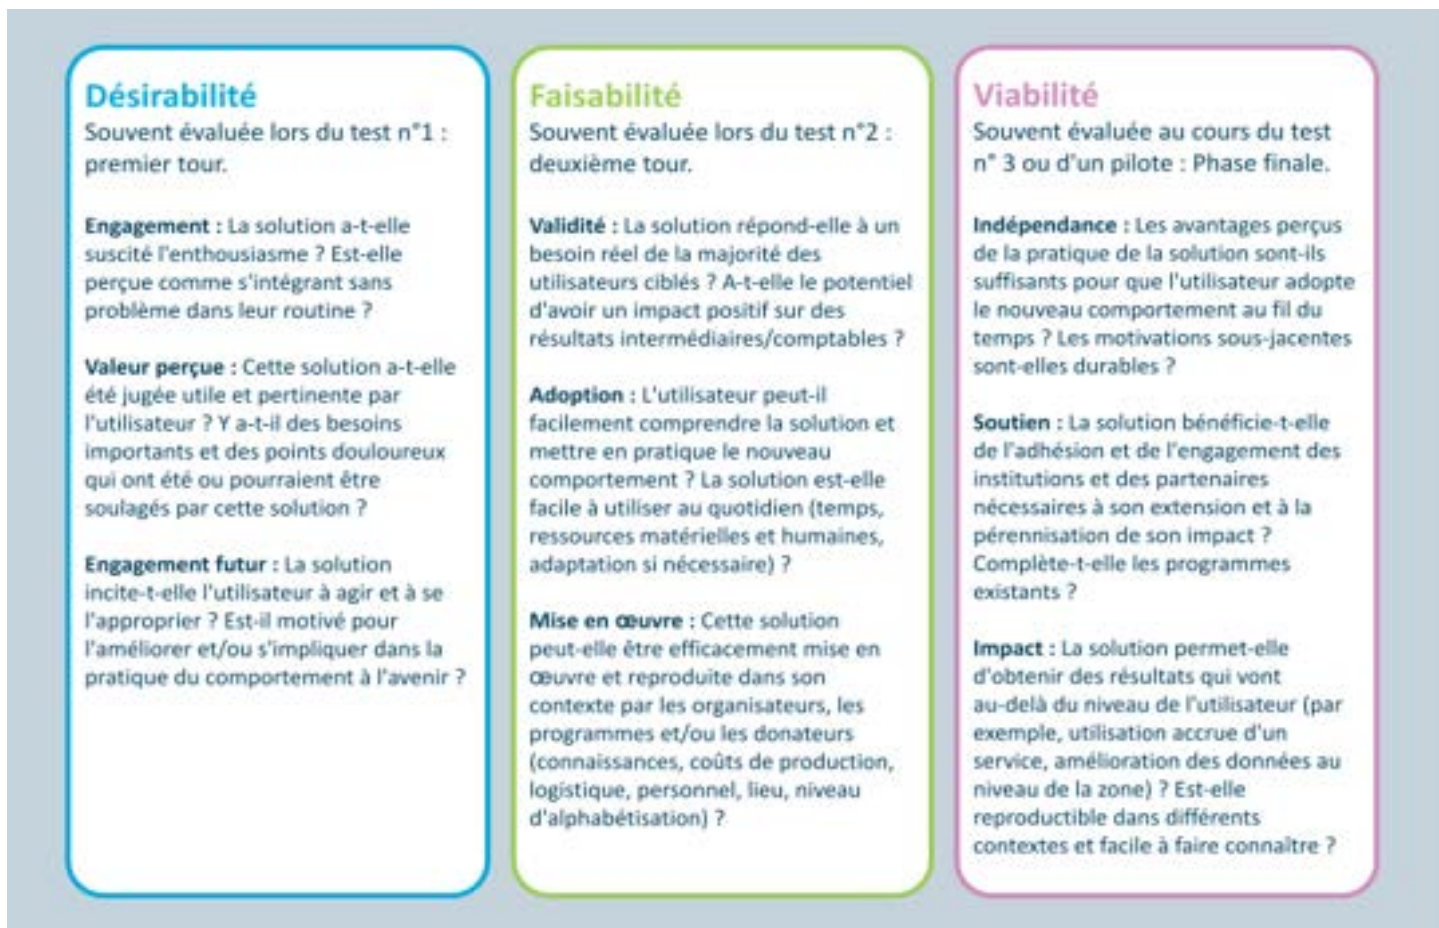 Désirabilité
Souvent évaluée lors du test n°1 :
premier tour.
Engagement : La solution a-t-elle
suscité l'enthousiasme ? Est-elle
perçue comme s'intégrant sans
problème dans leur routine ?
Valeur perçue : Cette solution a-t-elle
été jugée utile et pertinente par
l'utilisateur ? Y a-t-il des besoins
importants et des points douloureux
qui ont été ou pourraient être
soulagés par cette solution ?
Engagement futur : La solution
incite-t-elle l'utilisateur à agir et à se
l'approprier ? Est-il motivé pour
l'améliorer et/ou s'impliquer dans la
pratique du comportement à l'avenir ?
Faisabilité
Souvent évaluée lors du test n°2 :
deuxième tour.
Validité : La solution répond-elle à un
besoin réel de la majorité des
utilisateurs ciblés ? A-t-elle le potentiel
d'avoir un impact positif sur des
résultats intermédiaires/comptables ?
Adoption : L'utilisateur peut-il
facilement comprendre la solution et
mettre en pratique le nouveau
comportement ? La solution est-elle
facile à utiliser au quotidien (temps,
ressources matérielles et humaines,
adaptation si nécessaire) ?
Mise en œuvre : Cette solution
peut-elle être efficacement mise en
œuvre et reproduite dans son
contexte par les organisateurs, les
programmes et/ou les donateurs
(connaissances, coûts de production,
logistique, personnel, lieu, niveau
d'alphabétisation) ?
Viabilité
Souvent évaluée au cours du test
n° 3 ou d'un pilote : Phase finale.
Indépendance : Les avantages perçus
de la pratique de la solution sont-ils
suffisants pour que l'utilisateur adopte
le nouveau comportement au fil du
temps ? Les motivations sous-jacentes
sont-elles durables ?
Soutien : La solution bénéficie-t-elle
de l'adhésion et de l'engagement des
institutions et des partenaires
nécessaires à son extension et à la
pérennisation de son impact ?
Complète-t-elle les programmes
existants ?
Impact : La solution permet-elle
d'obtenir des résultats qui vont
au-delà du niveau de l'utilisateur (par
exemple, utilisation accrue d'un
service, amélioration des données au
niveau de la zone) ? Est-elle
reproductible dans différents
contextes et facile à faire connaître ?